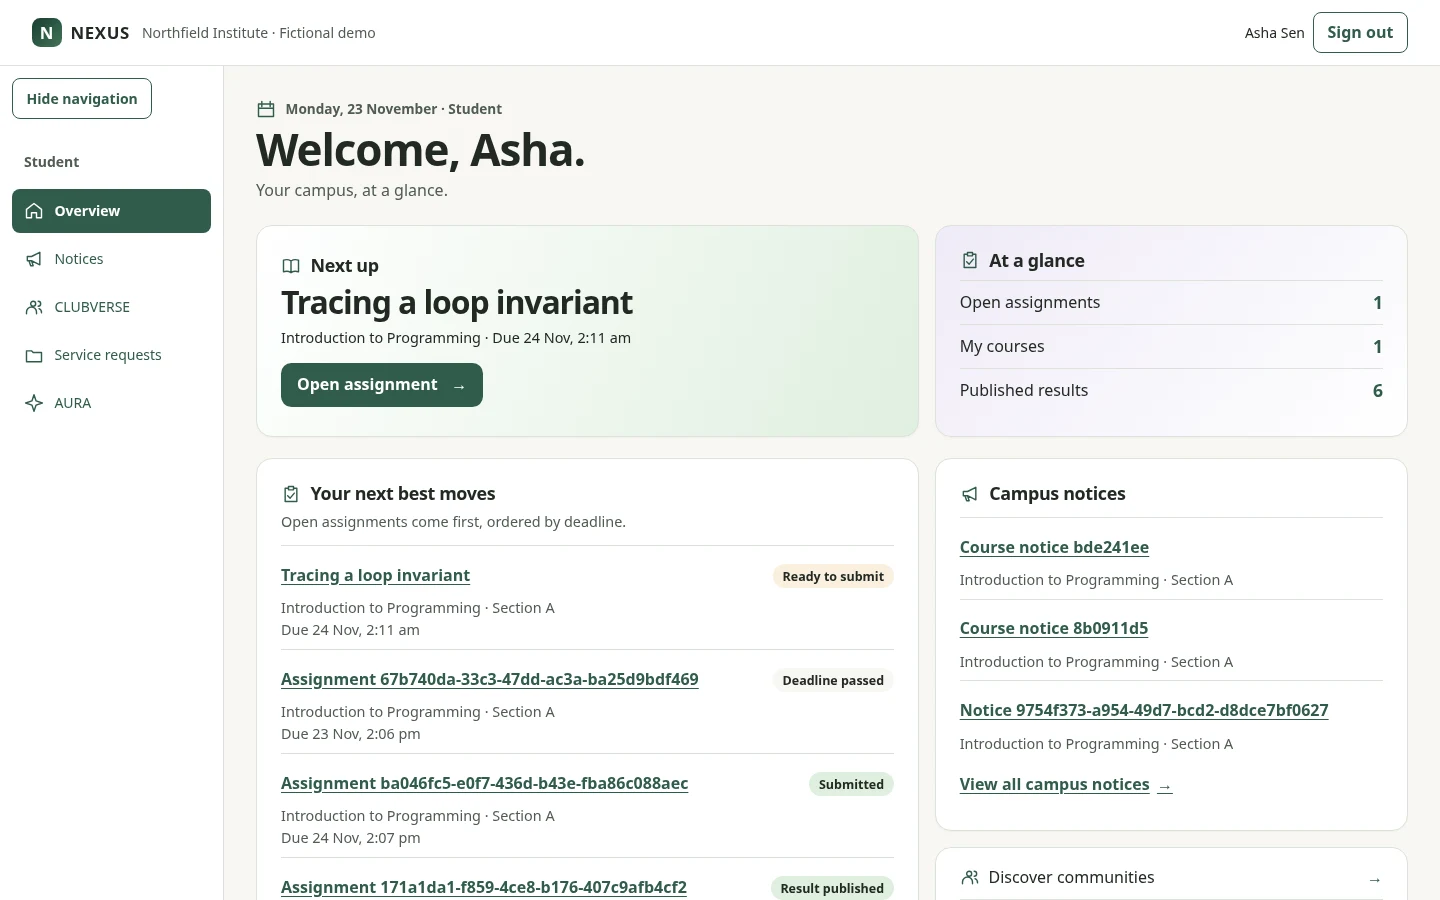 N NEXUS Northfield Institute · Fictional demo
Asha Sen Sign out
Hide navigation
Student
Overview
Notices
CLUBVERSE
Service requests
AURA
Monday, 23 November · Student
Welcome, Asha.
Your campus, at a glance.
Next up
Tracing a loop invariant
Introduction to Programming · Due 24 Nov, 2:11 am
Open assignment →
At a glance
Open assignments 1
My courses 1
Published results 6
Your next best moves
Open assignments come first, ordered by deadline.
Tracing a loop invariant Ready to submit
Introduction to Programming · Section A
Due 24 Nov, 2:11 am
Assignment 67b740da-33c3-47dd-ac3a-ba25d9bdf469 Deadline passed
Introduction to Programming · Section A
Due 23 Nov, 2:06 pm
Assignment ba046fc5-e0f7-436d-b43e-fba86c088aec Submitted
Introduction to Programming · Section A
Due 24 Nov, 2:07 pm
Assignment 171a1da1-f859-4ce8-b176-407c9afb4cf2 Result published
Campus notices
Course notice bde241ee
Introduction to Programming · Section A
Course notice 8b0911d5
Introduction to Programming · Section A
Notice 9754f373-a954-49d7-bcd2-d8dce7bf0627
Introduction to Programming · Section A
View all campus notices →
Discover communities →